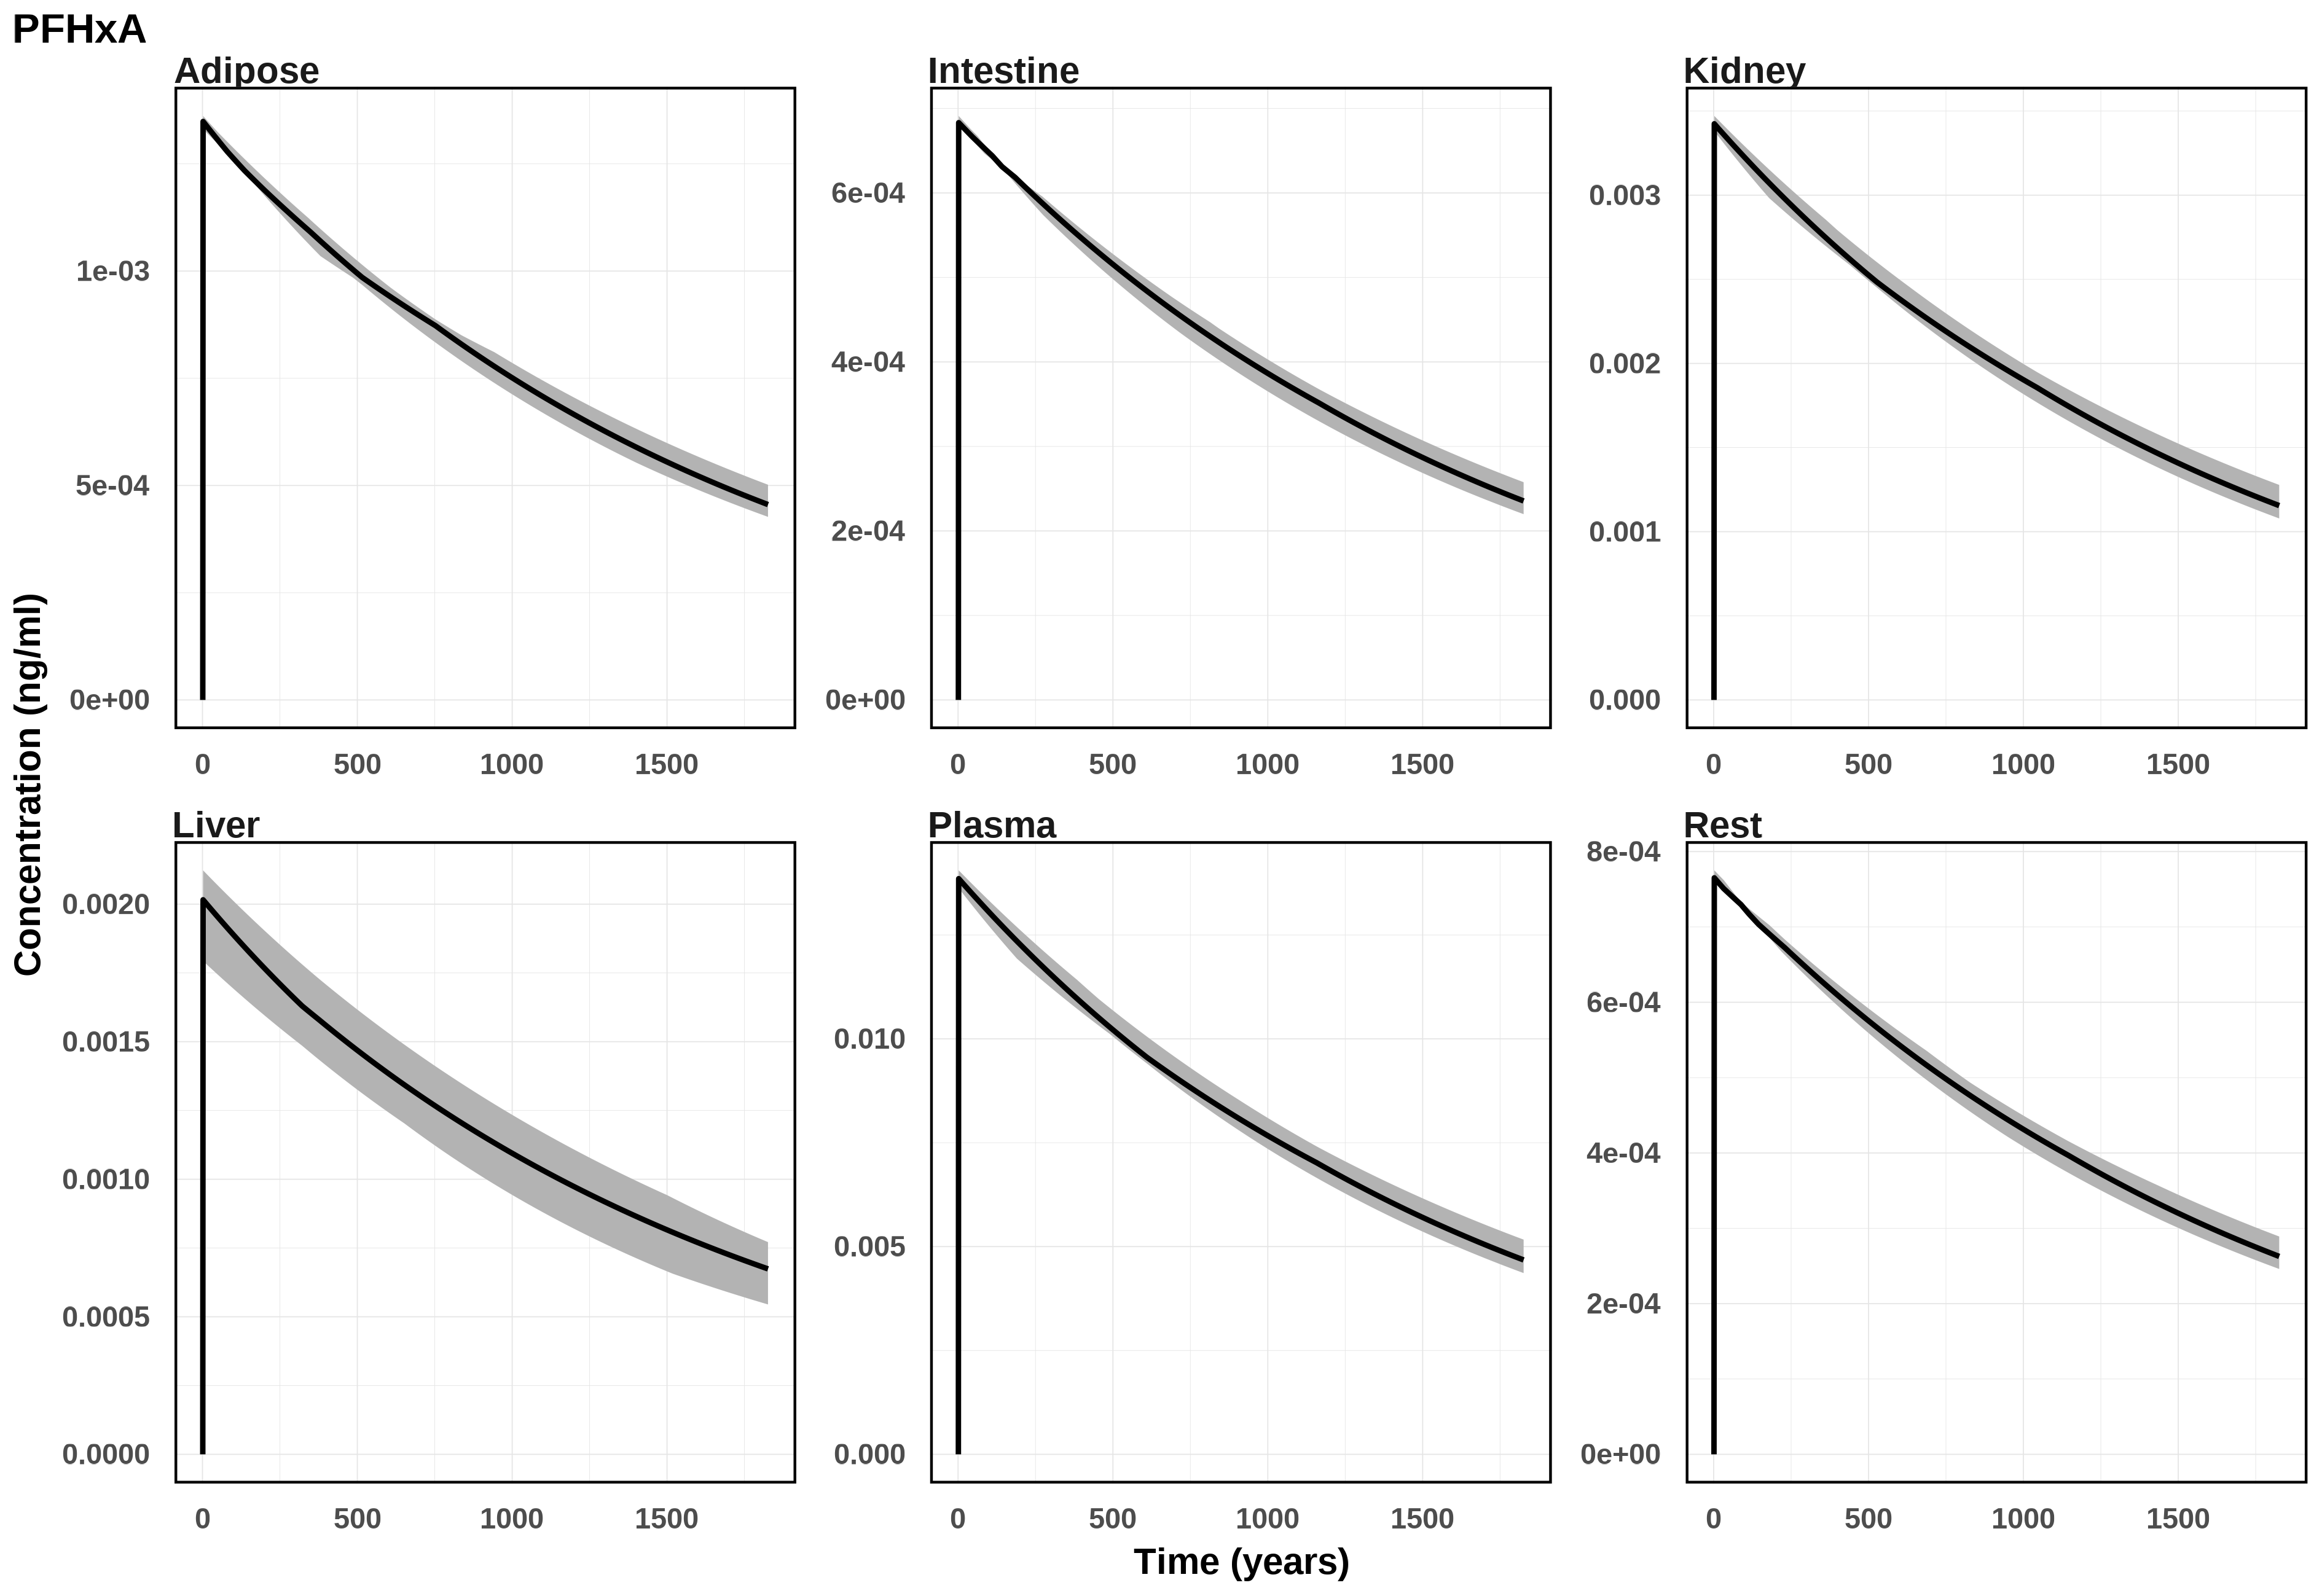 PFHxA
Adipose Intestine Kidney
1e-03
5e-04
0e+00
6e-04
4e-04
2e-04
0e+00
0.003
0.002
0.001
0.000
0 500 1000 1500
0 500 1000 1500
0 500 1000 1500
Concentration (ng/ml)
Liver Plasma Rest
0.0020
0.0015
0.0010
0.0005
0.0000
0.010
0.005
0.000
8e-04
6e-04
4e-04
2e-04
0e+00
0 500 1000 1500
0 500 1000 1500
0 500 1000 1500
Time (years)